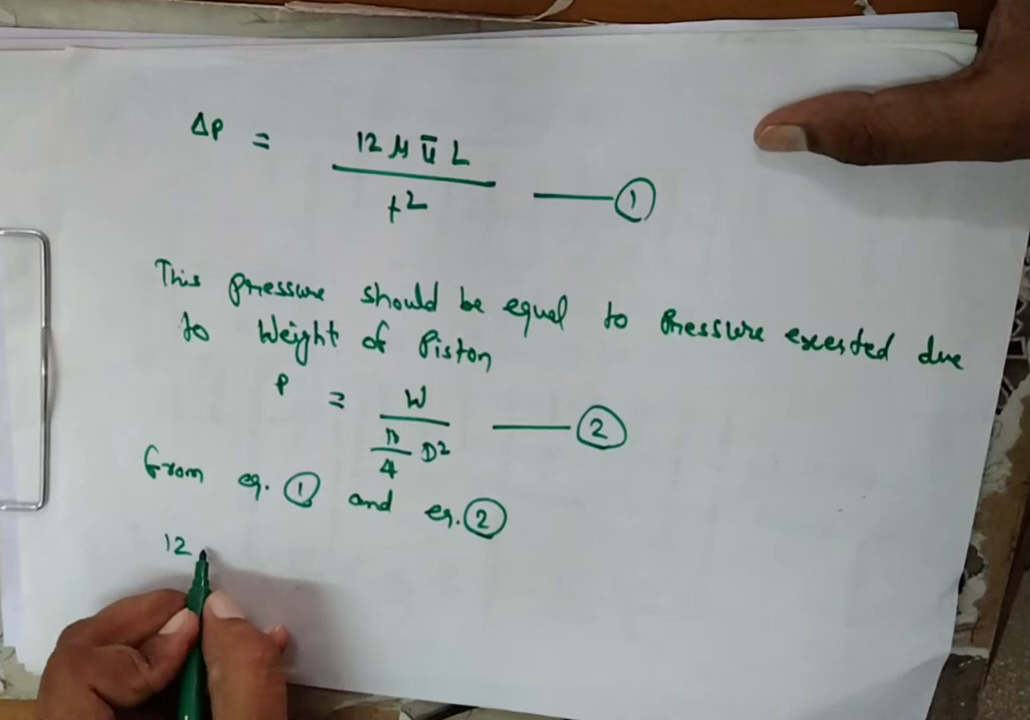 ΔP = 12 μ ū L / t² —— ①
This pressure should be equal to Pressure exerted due
to Weight of Piston
P = W / (π/4 D²) —— ②
From eq. ① and eq. ②
12